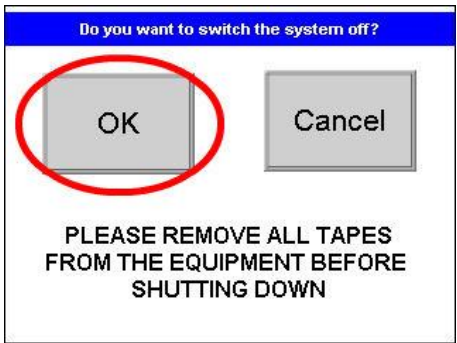 Do you want to switch the system off?
OK
Cancel
PLEASE REMOVE ALL TAPES
FROM THE EQUIPMENT BEFORE
SHUTTING DOWN